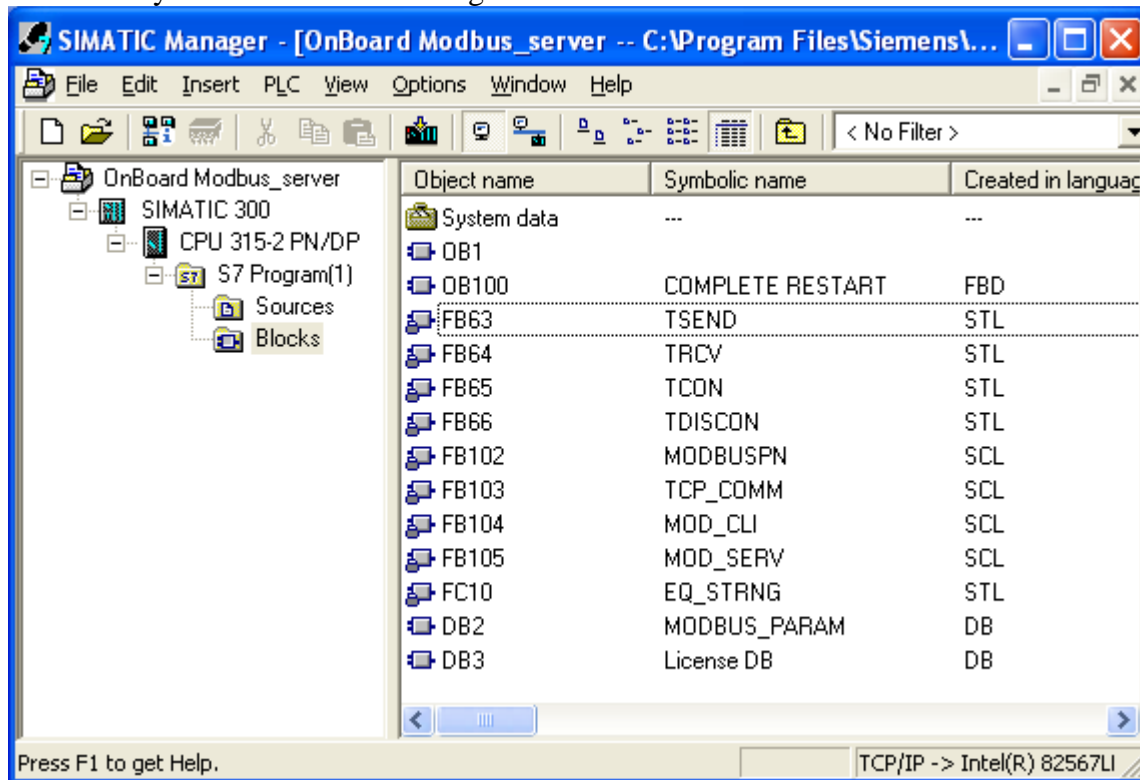 SIMATIC Manager - [OnBoard Modbus_server -- C:\Program Files\Siemens\...
File Edit Insert PLC View Options Window Help
< No Filter >
OnBoard Modbus_server
SIMATIC 300
CPU 315-2 PN/DP
S7 Program(1)
Sources
Blocks
Object name Symbolic name Created in languag
System data --- ---
OB1
OB100 COMPLETE RESTART FBD
FB63 TSEND STL
FB64 TRCV STL
FB65 TCON STL
FB66 TDISCON STL
FB102 MODBUSPN SCL
FB103 TCP_COMM SCL
FB104 MOD_CLI SCL
FB105 MOD_SERV SCL
FC10 EQ_STRNG STL
DB2 MODBUS_PARAM DB
DB3 License DB DB
Press F1 to get Help. TCP/IP -> Intel(R) 82567LI